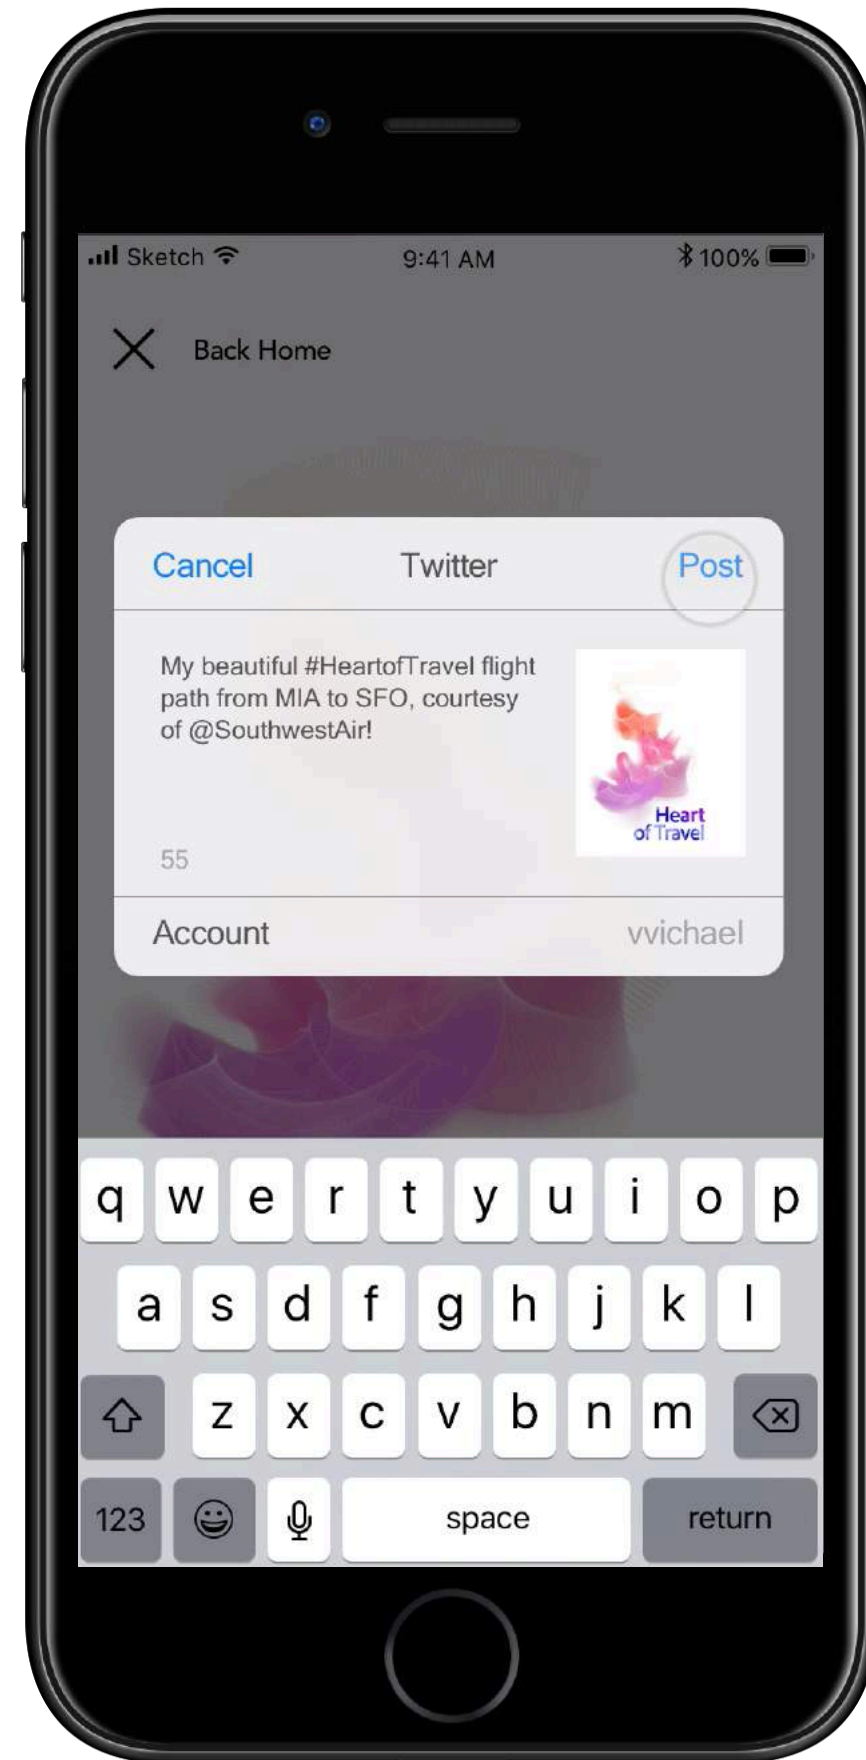 Sketch 9:41 AM 100%
Back Home
Cancel Twitter Post
My beautiful #HeartofTravel flight
path from MIA to SFO, courtesy
of @SouthwestAir!
Heart
of Travel
55
Account vvichael
q w e r t y u i o p
a s d f g h j k l
z x c v b n m
123 space return